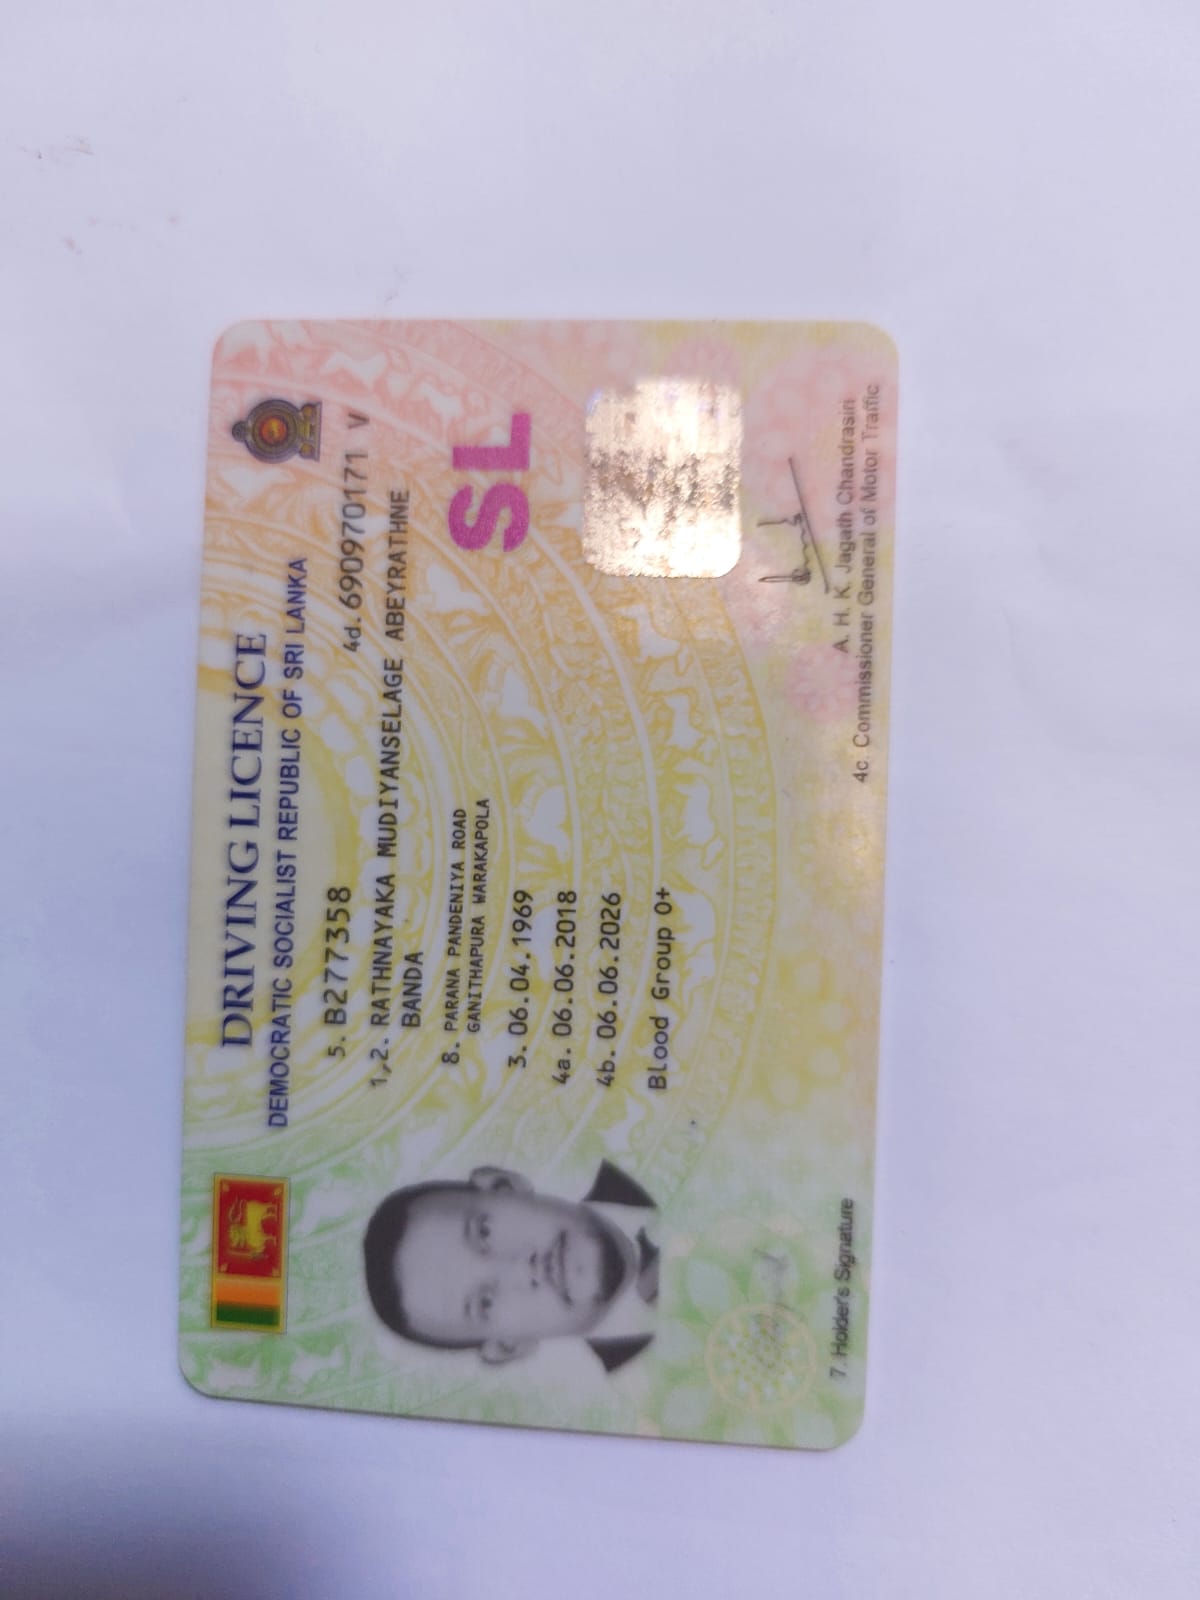 DRIVING LICENCE
DEMOCRATIC SOCIALIST REPUBLIC OF SRI LANKA
5. B277358 4d. 690970171 V
1,2. RATHNAYAKA MUDIYANSELAGE ABEYRATHNE
BANDA
8. PARANA PANDENIYA ROAD
GANITHAPURA WARAKAPOLA
SL
3. 06.04.1969
4a. 06.06.2018
4b. 06.06.2026
Blood Group O+
7. Holder's Signature
A. H. K. Jagath Chandrasiri
4c. Commissioner General of Motor Traffic